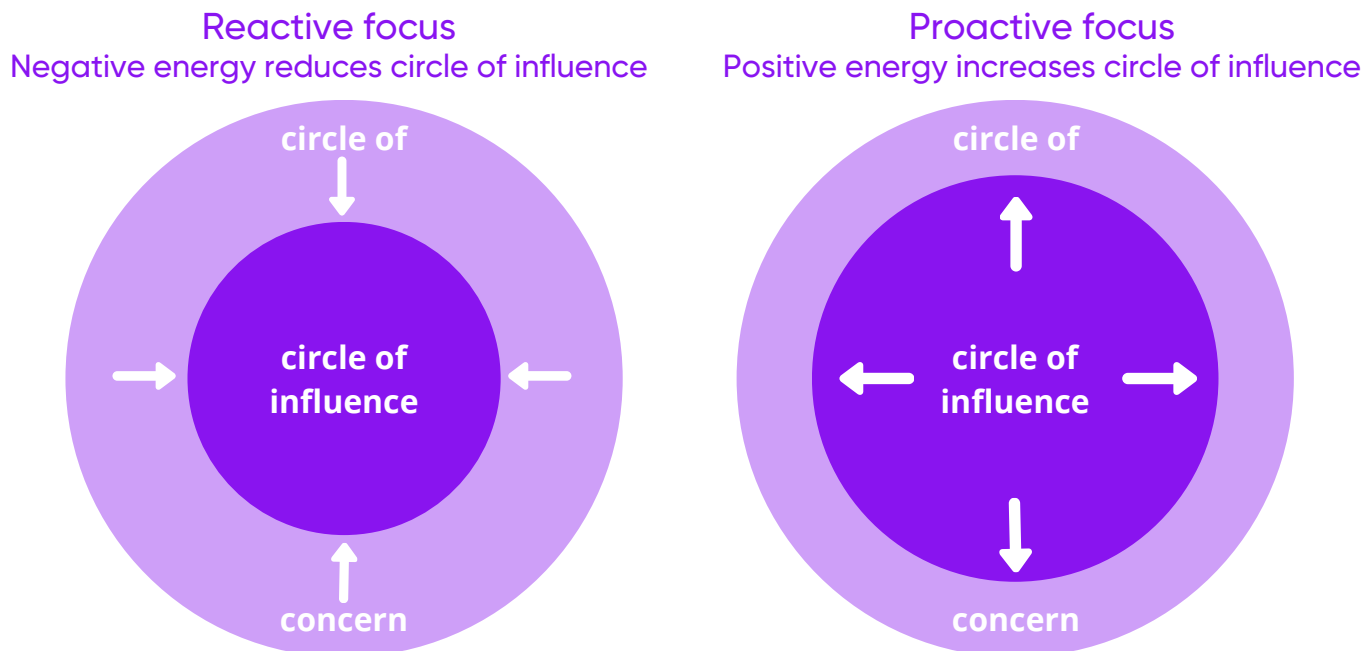 Reactive focus
Negative energy reduces circle of influence
circle of
circle of
influence
concern
Proactive focus
Positive energy increases circle of influence
circle of
circle of
influence
concern